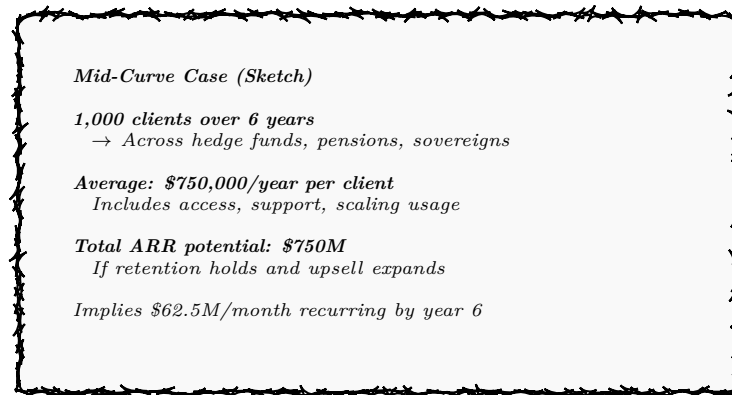 Mid-Curve Case (Sketch)
1,000 clients over 6 years
→ Across hedge funds, pensions, sovereigns
Average: $750,000/year per client
Includes access, support, scaling usage
Total ARR potential: $750M
If retention holds and upsell expands
Implies $62.5M/month recurring by year 6